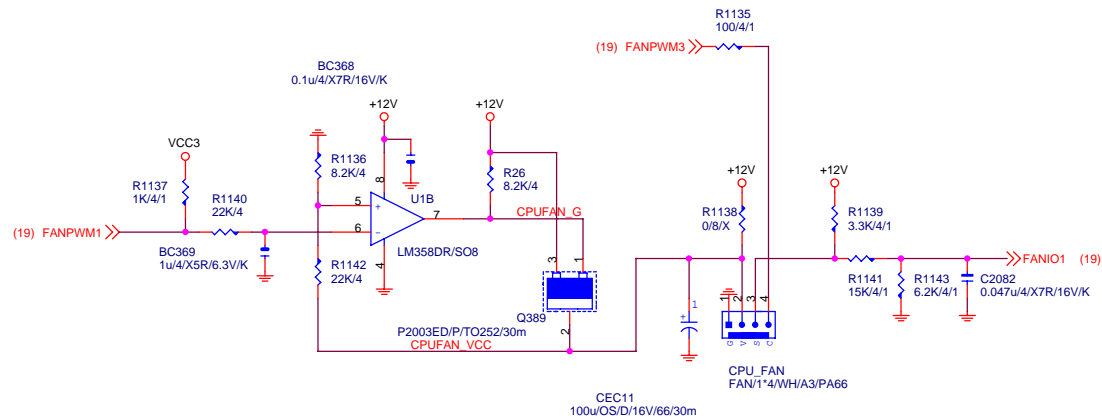 R1135
100/4/1
(19) FANPWM3
BC368
0.1u/4/X7R/16V/K
+12V
+12V
VCC3
R1136
8.2K/4
R26
8.2K/4
+12V
+12V
R1137
1K/4/1
R1140
22K/4
8
U1B
5
+
7
CPUFAN_G
6
−
LM358DR/SO8
4
R1138
0/8/X
R1139
3.3K/4/1
(19) FANPWM1
BC369
1u/4/X5R/6.3V/K
R1142
22K/4
3
1
Q389
2
P2003ED/P/TO252/30m
CPUFAN_VCC
FANIO1 (19)
R1141
15K/4/1
R1143
6.2K/4/1
C2082
0.047u/4/X7R/16V/K
+
1
1
2
3
4
G
V
S
C
CPU_FAN
FAN/1*4/WH/A3/PA66
CEC11
100u/OS/D/16V/66/30m